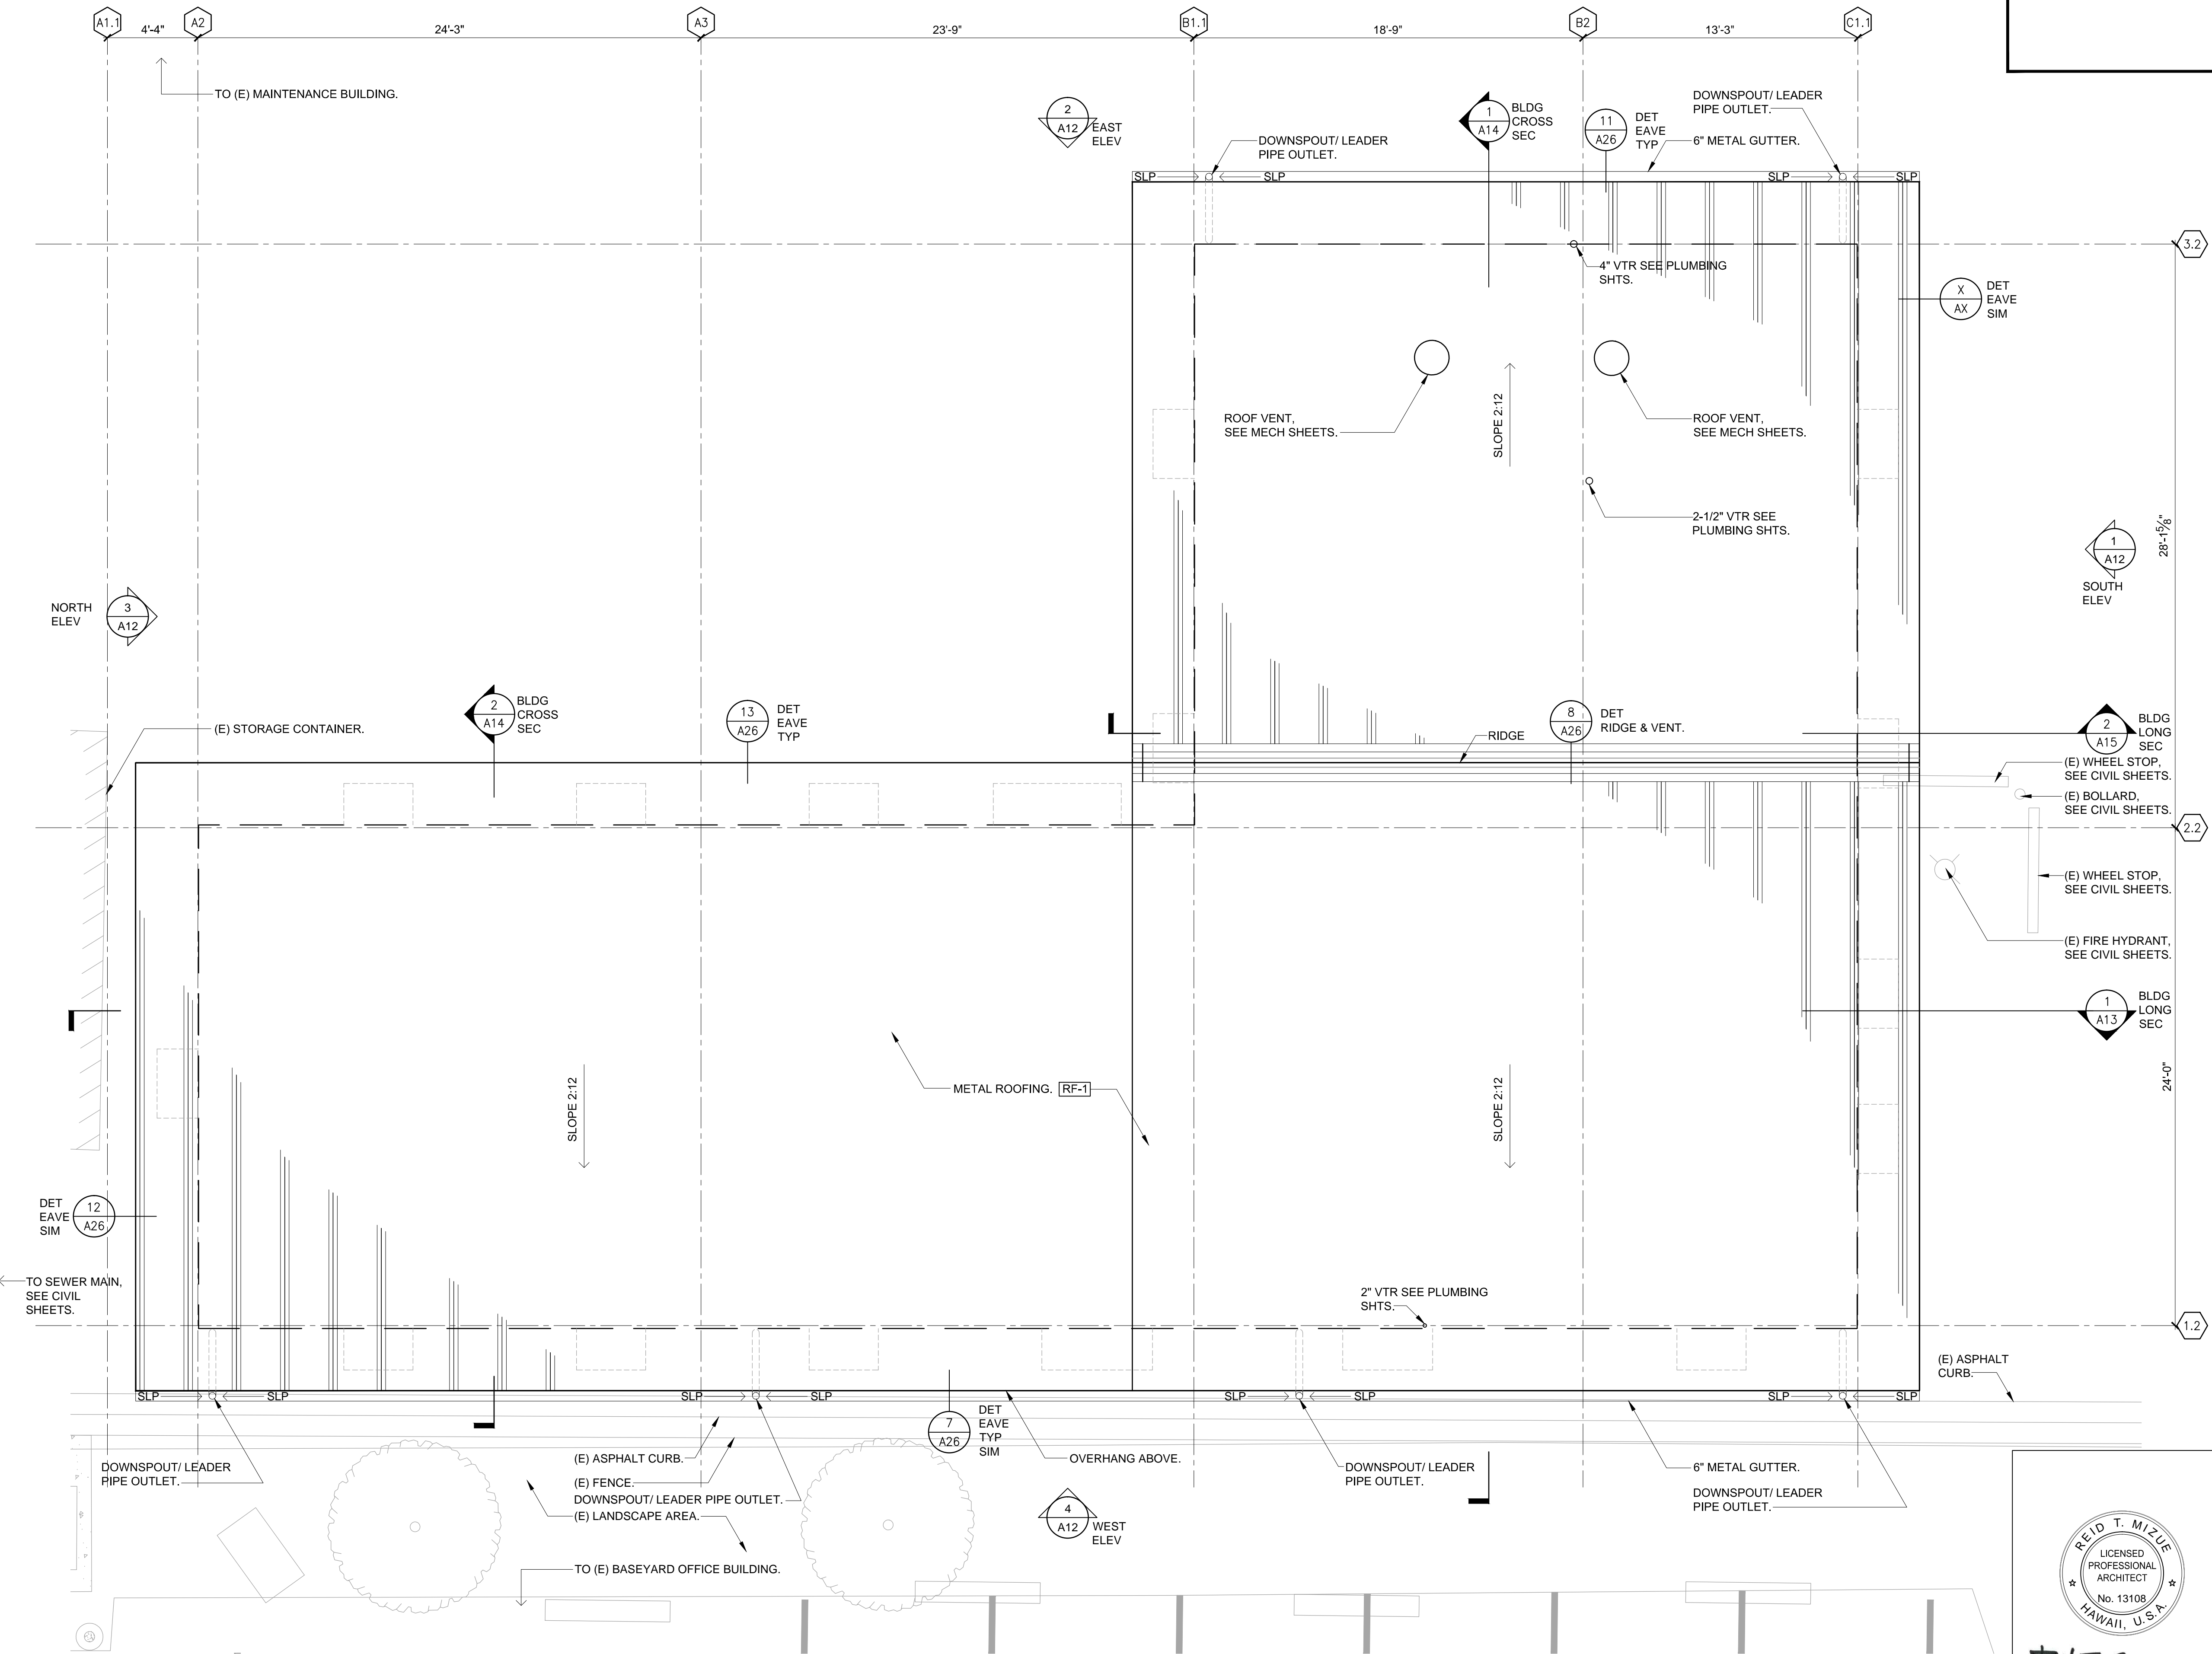 A1.1
A2
A3
B1.1
B2
C1.1
4'-4"
24'-3"
23'-9"
18'-9"
13'-3"
TO (E) MAINTENANCE BUILDING.
2
A12
EAST
ELEV
DOWNSPOUT/ LEADER
PIPE OUTLET.
1
A14
BLDG
CROSS
SEC
11
A26
DET
EAVE
TYP
DOWNSPOUT/ LEADER
PIPE OUTLET.
6" METAL GUTTER.
SLP
SLP
SLP
SLP
3.2
4" VTR SEE PLUMBING
SHTS.
X
AX
DET
EAVE
SIM
ROOF VENT,
SEE MECH SHEETS.
SLOPE 2:12
ROOF VENT,
SEE MECH SHEETS.
2-1/2" VTR SEE
PLUMBING SHTS.
28'-1⅝"
1
A12
SOUTH
ELEV
NORTH
ELEV
3
A12
(E) STORAGE CONTAINER.
2
A14
BLDG
CROSS
SEC
13
A26
DET
EAVE
TYP
8
A26
DET
RIDGE & VENT.
RIDGE
2
A15
BLDG
LONG
SEC
(E) WHEEL STOP,
SEE CIVIL SHEETS.
(E) BOLLARD,
SEE CIVIL SHEETS.
2.2
(E) WHEEL STOP,
SEE CIVIL SHEETS.
(E) FIRE HYDRANT,
SEE CIVIL SHEETS.
1
A13
BLDG
LONG
SEC
24'-0"
METAL ROOFING. RF-1
SLOPE 2:12
SLOPE 2:12
DET
EAVE
SIM
12
A26
TO SEWER MAIN,
SEE CIVIL
SHEETS.
2" VTR SEE PLUMBING
SHTS.
1.2
(E) ASPHALT
CURB.
SLP
SLP
SLP
SLP
SLP
SLP
SLP
SLP
7
A26
DET
EAVE
TYP
SIM
DOWNSPOUT/ LEADER
PIPE OUTLET.
(E) ASPHALT CURB.
(E) FENCE.
DOWNSPOUT/ LEADER PIPE OUTLET.
(E) LANDSCAPE AREA.
OVERHANG ABOVE.
DOWNSPOUT/ LEADER
PIPE OUTLET.
6" METAL GUTTER.
DOWNSPOUT/ LEADER
PIPE OUTLET.
4
A12
WEST
ELEV
TO (E) BASEYARD OFFICE BUILDING.
REID T. MIZUE
LICENSED
PROFESSIONAL
ARCHITECT
No. 13108
HAWAII, U.S.A.